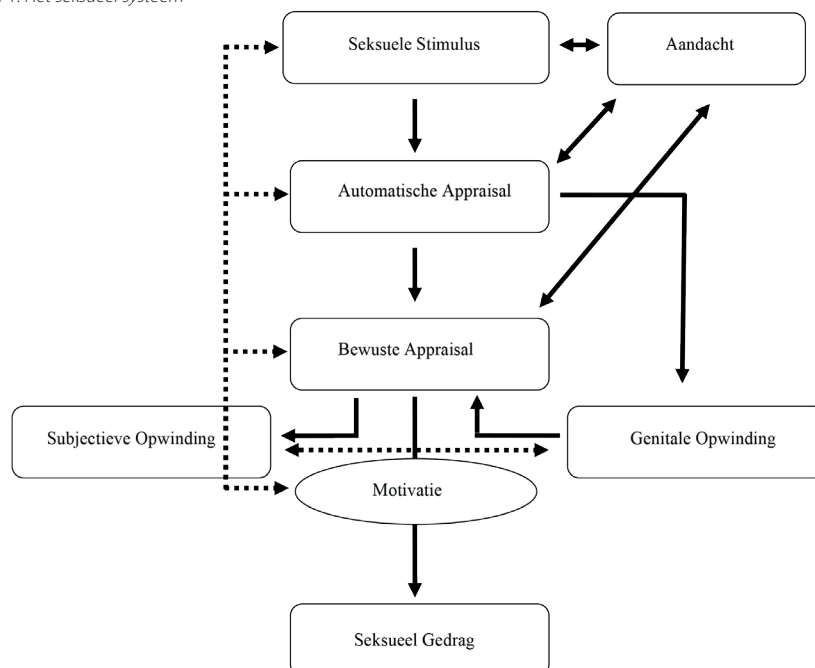 Het seksueel systeem
Seksuele Stimulus
Aandacht
Automatische Appraisal
Bewuste Appraisal
Subjectieve Opwinding
Genitale Opwinding
Motivatie
Seksueel Gedrag